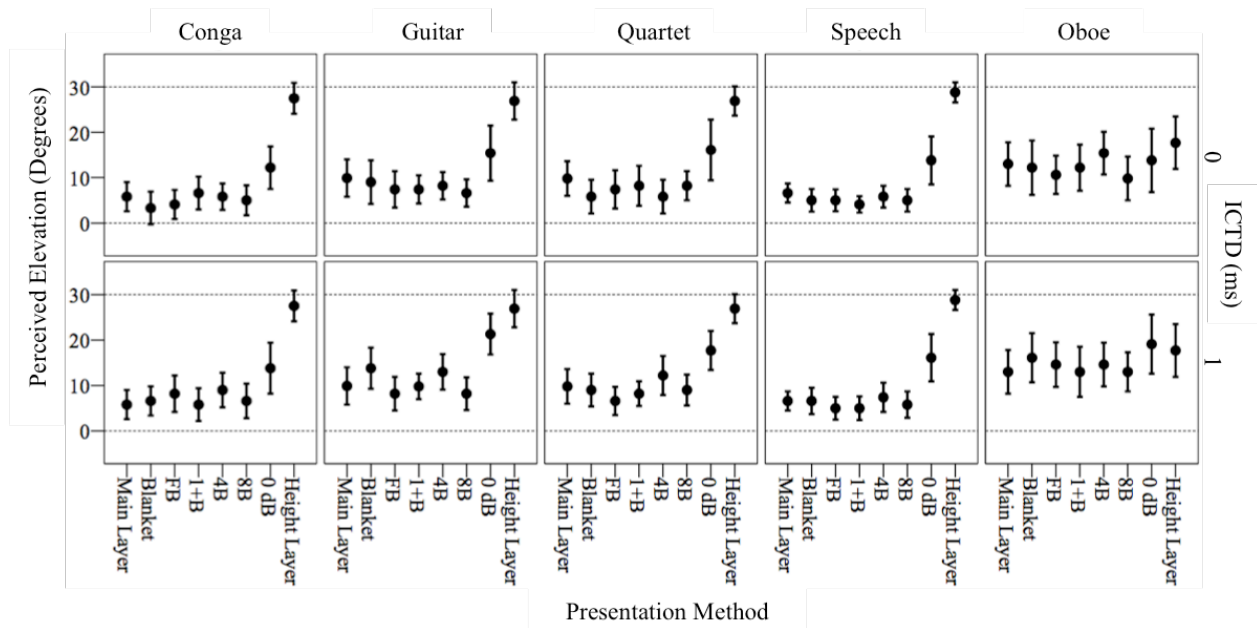 Conga Guitar Quartet Speech Oboe
Perceived Elevation (Degrees)
30
20
10
0
0
30
20
10
0
1
ICTD (ms)
Main Layer Blanket FB 1+B 4B 8B 0 dB Height Layer Main Layer Blanket FB 1+B 4B 8B 0 dB Height Layer Main Layer Blanket FB 1+B 4B 8B 0 dB Height Layer Main Layer Blanket FB 1+B 4B 8B 0 dB Height Layer Main Layer Blanket FB 1+B 4B 8B 0 dB Height Layer
Presentation Method